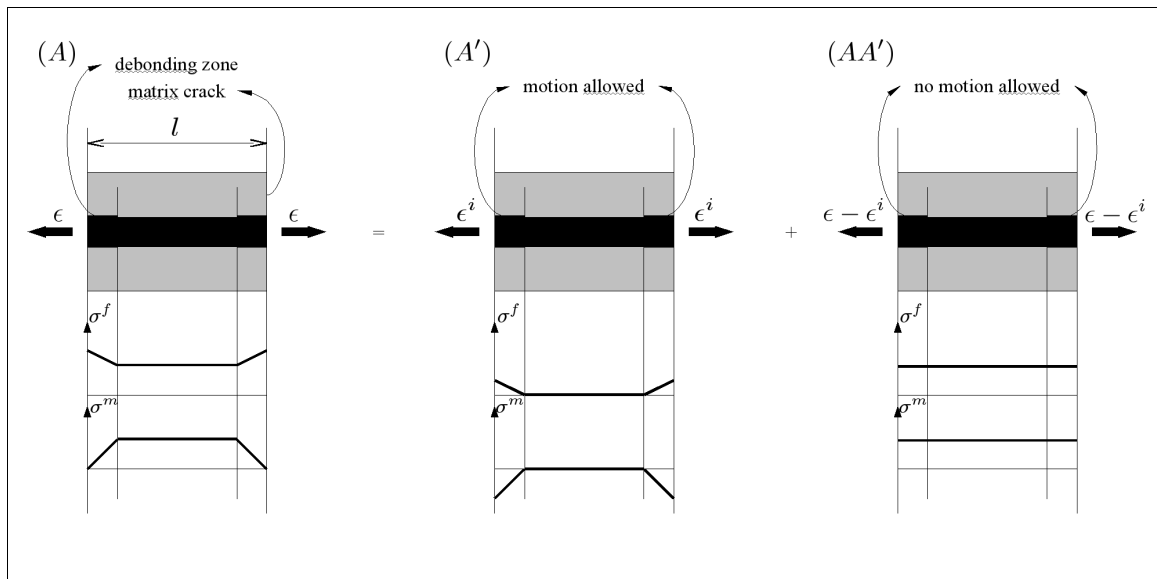 (A)
debonding zone
matrix crack
l
ϵ
ϵ
σ^f
σ^m
=
(A′)
motion allowed
ϵ^i
ϵ^i
σ^f
σ^m
+
(AA′)
no motion allowed
ϵ − ϵ^i
ϵ − ϵ^i
σ^f
σ^m